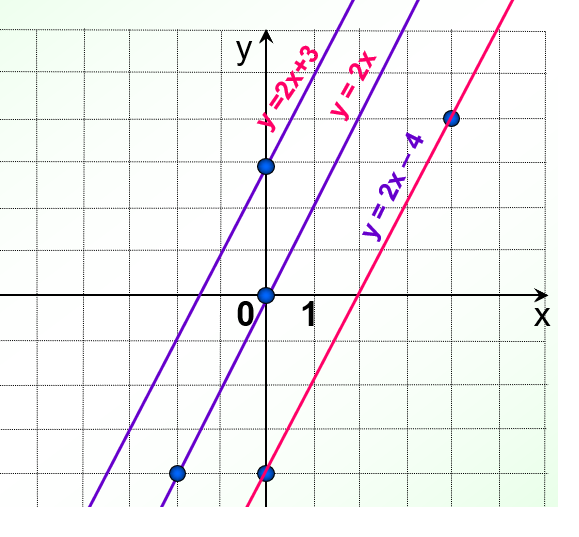 y
y =2x+3
y = 2x
y = 2x – 4
0
1
x